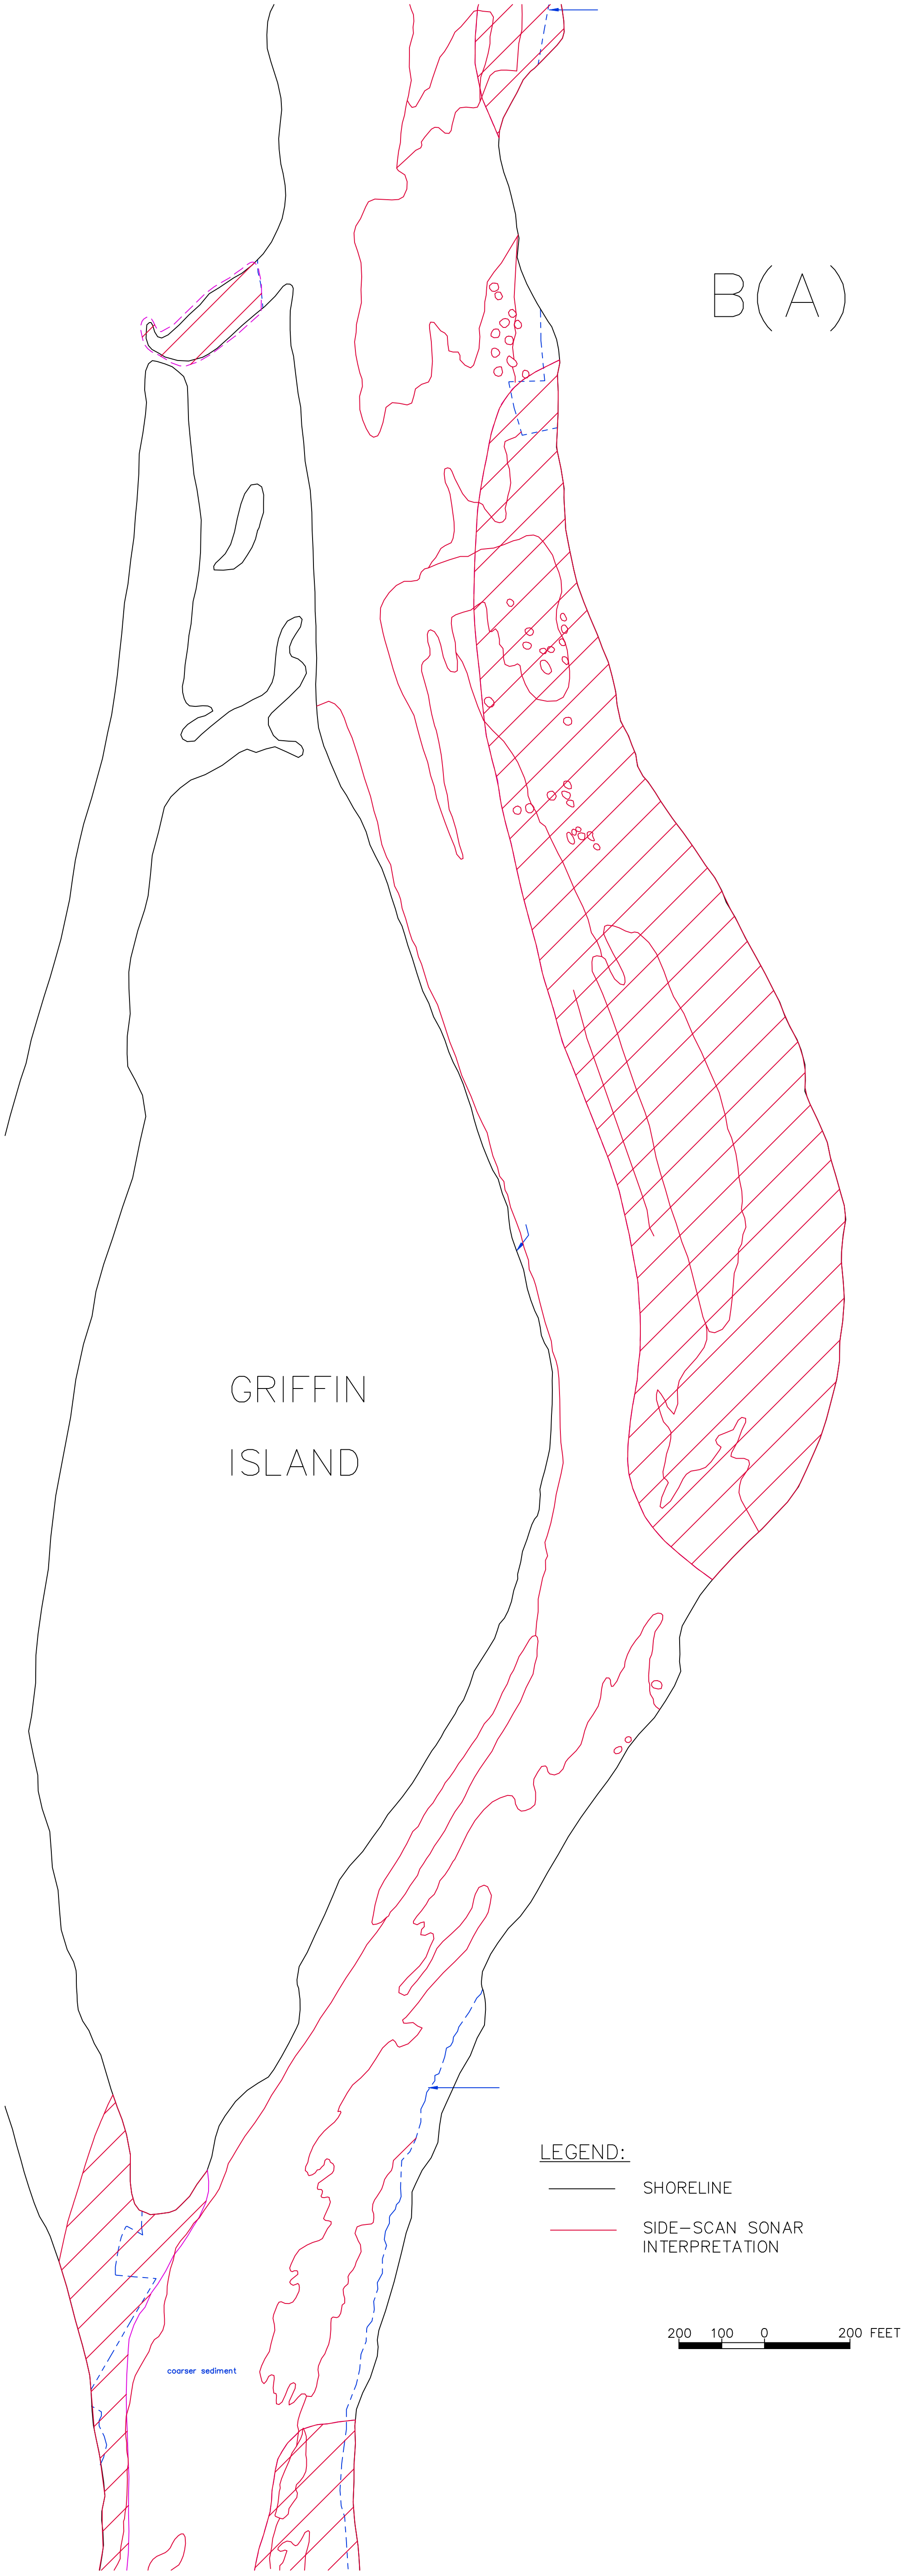 B(A)
GRIFFIN
ISLAND
LEGEND:
SHORELINE
SIDE-SCAN SONAR
INTERPRETATION
200 100 0 200 FEET
coarser sediment